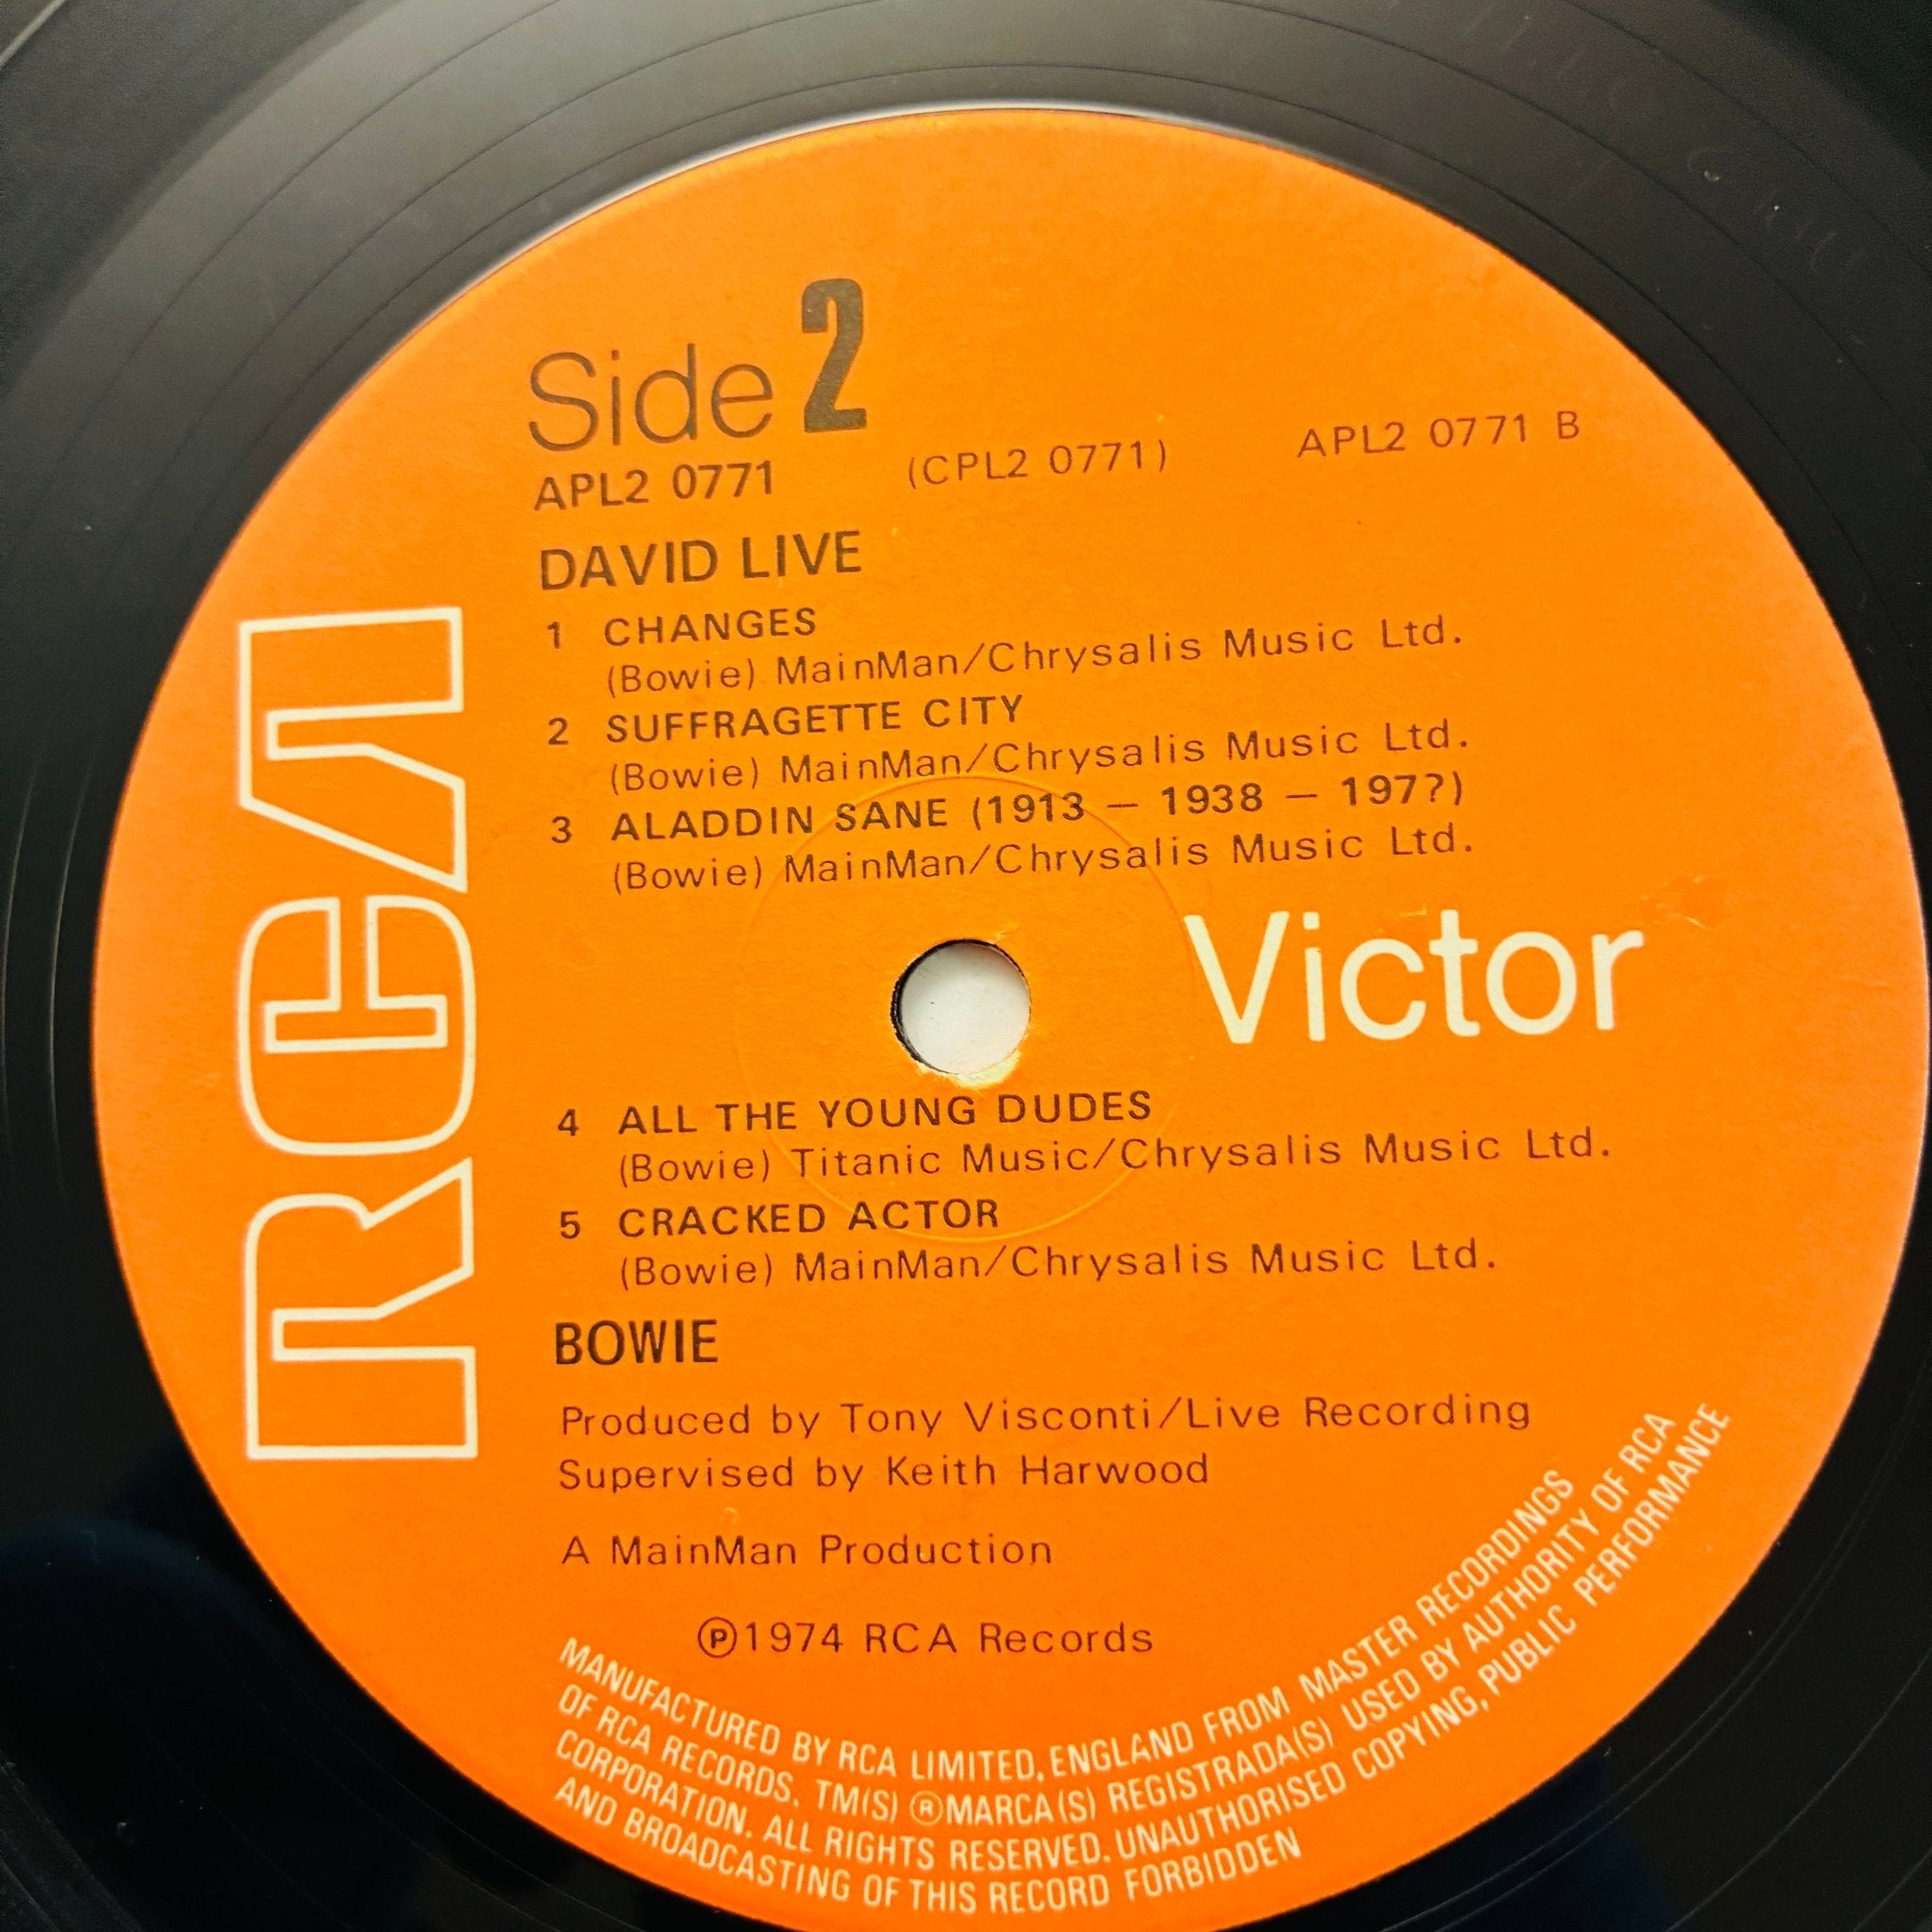 Side 2
APL2 0771 (CPL2 0771) APL2 0771 B
DAVID LIVE
1 CHANGES
(Bowie) MainMan/Chrysalis Music Ltd.
2 SUFFRAGETTE CITY
(Bowie) MainMan/Chrysalis Music Ltd.
3 ALADDIN SANE (1913 — 1938 — 197?)
(Bowie) MainMan/Chrysalis Music Ltd.
RCA
Victor
4 ALL THE YOUNG DUDES
(Bowie) Titanic Music/Chrysalis Music Ltd.
5 CRACKED ACTOR
(Bowie) MainMan/Chrysalis Music Ltd.
BOWIE
Produced by Tony Visconti/Live Recording
Supervised by Keith Harwood
A MainMan Production
℗1974 RCA Records
MANUFACTURED BY RCA LIMITED, ENGLAND FROM MASTER RECORDINGS
OF RCA RECORDS. TM(S) ®MARCA(S) REGISTRADA(S) USED BY AUTHORITY OF RCA
CORPORATION. ALL RIGHTS RESERVED. UNAUTHORISED COPYING, PUBLIC PERFORMANCE
AND BROADCASTING OF THIS RECORD FORBIDDEN